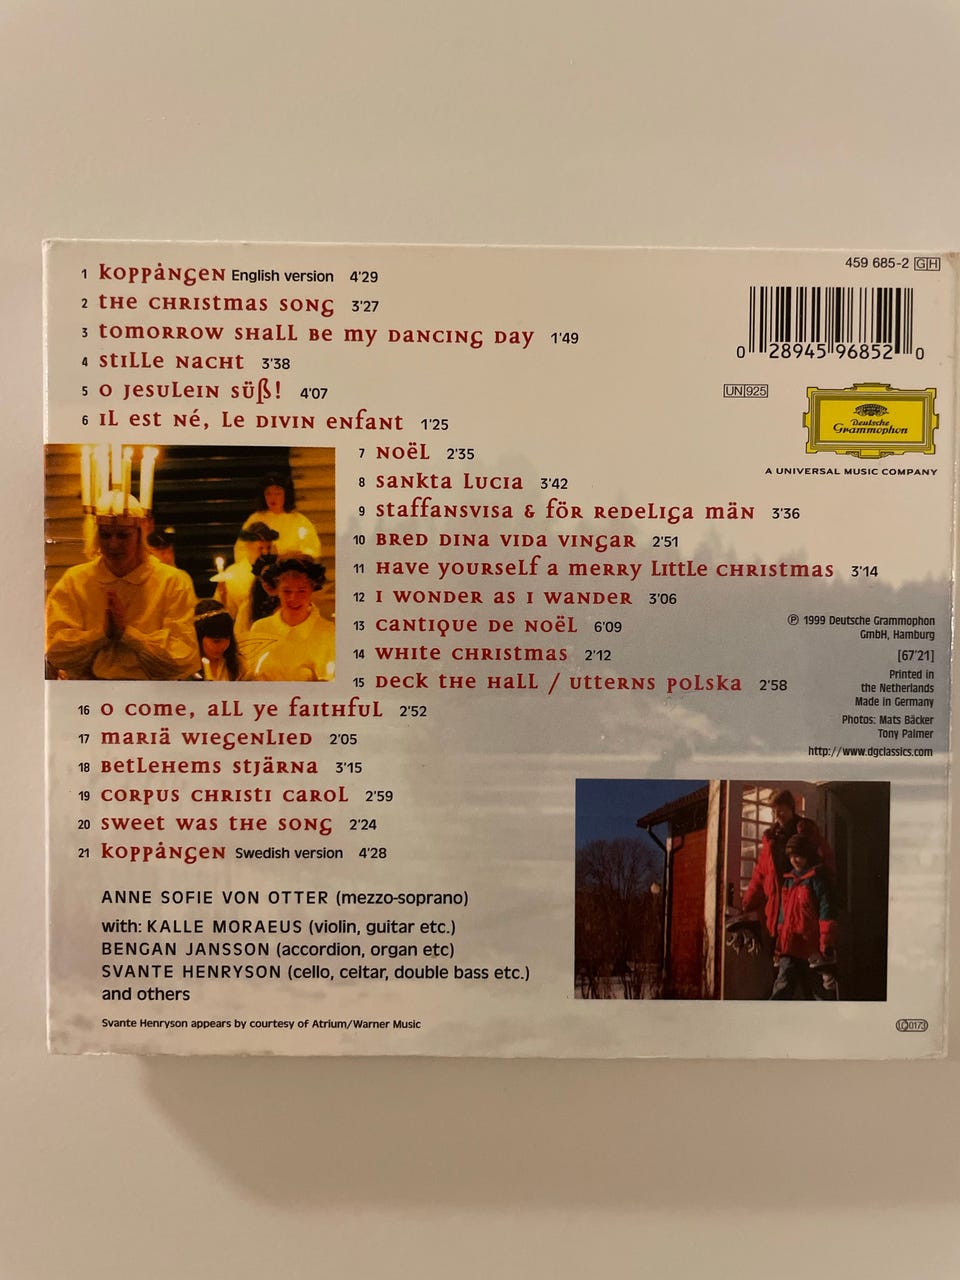 1 Koppången English version 4'29
2 The Christmas Song 3'27
3 Tomorrow shall be my dancing day 1'49
4 Stille Nacht 3'38
5 O Jesulein süß! 4'07
6 Il est né, le divin enfant 1'25
7 Noël 2'35
8 Sankta Lucia 3'42
9 Staffansvisa & För redeliga män 3'36
10 Bred dina vida vingar 2'51
11 Have yourself a merry little Christmas 3'14
12 I wonder as I wander 3'06
13 Cantique de Noël 6'09
14 White Christmas 2'12
15 Deck the Hall / Utterns polska 2'58
16 O come, all ye faithful 2'52
17 Mariä Wiegenlied 2'05
18 Betlehems stjärna 3'15
19 Corpus Christi Carol 2'59
20 Sweet was the song 2'24
21 Koppången Swedish version 4'28
ANNE SOFIE VON OTTER (mezzo-soprano)
with: KALLE MORAEUS (violin, guitar etc.)
BENGAN JANSSON (accordion, organ etc)
SVANTE HENRYSON (cello, celtar, double bass etc.)
and others
Svante Henryson appears by courtesy of Atrium/Warner Music
459 685-2 GH
0 28945 96852 0
UN 925
Deutsche
Grammophon
A UNIVERSAL MUSIC COMPANY
℗ 1999 Deutsche Grammophon
GmbH, Hamburg
[67'21]
Printed in
the Netherlands
Made in Germany
Photos: Mats Bäcker
Tony Palmer
http://www.dgclassics.com
LC 0173